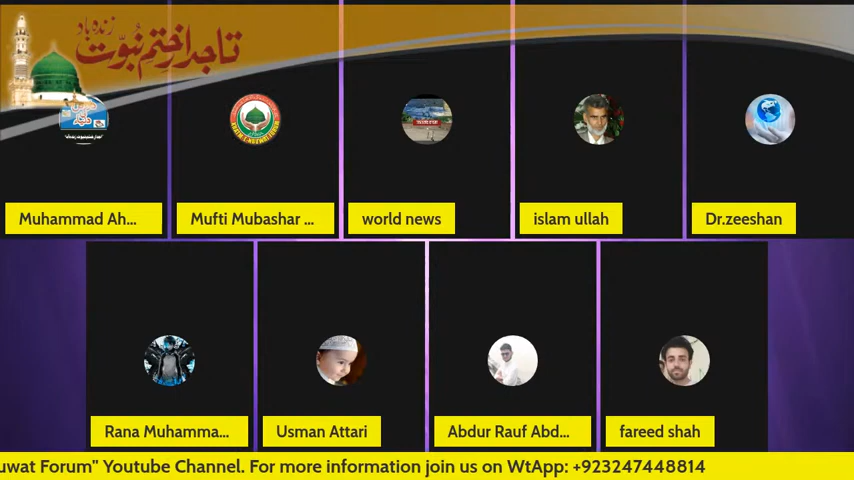 تاجدار ختم نبوّت
زندہ باد
Muhammad Ah...
Mufti Mubashar ...
world news
islam ullah
Dr.zeeshan
Rana Muhamma...
Usman Attari
Abdur Rauf Abd...
fareed shah
uwat Forum" Youtube Channel. For more information join us on WtApp: +923247448814